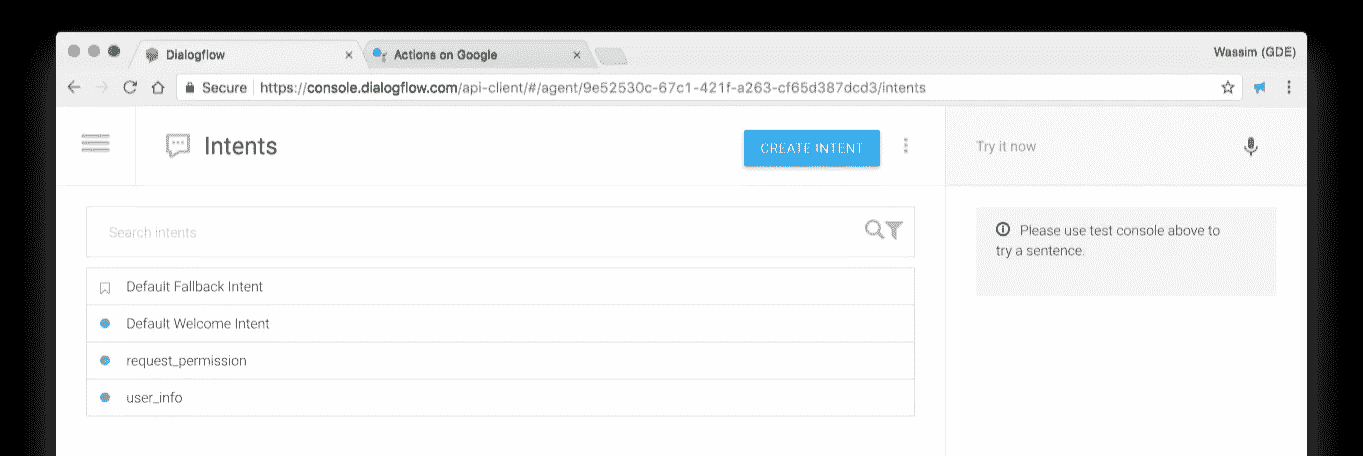 Dialogflow
Actions on Google
Wassim (GDE)
Secure
https://console.dialogflow.com/api-client/#/agent/9e52530c-67c1-421f-a263-cf65d387dcd3/intents
Intents
CREATE INTENT
Try it now
Search intents
Please use test console above to
try a sentence.
Default Fallback Intent
Default Welcome Intent
request_permission
user_info